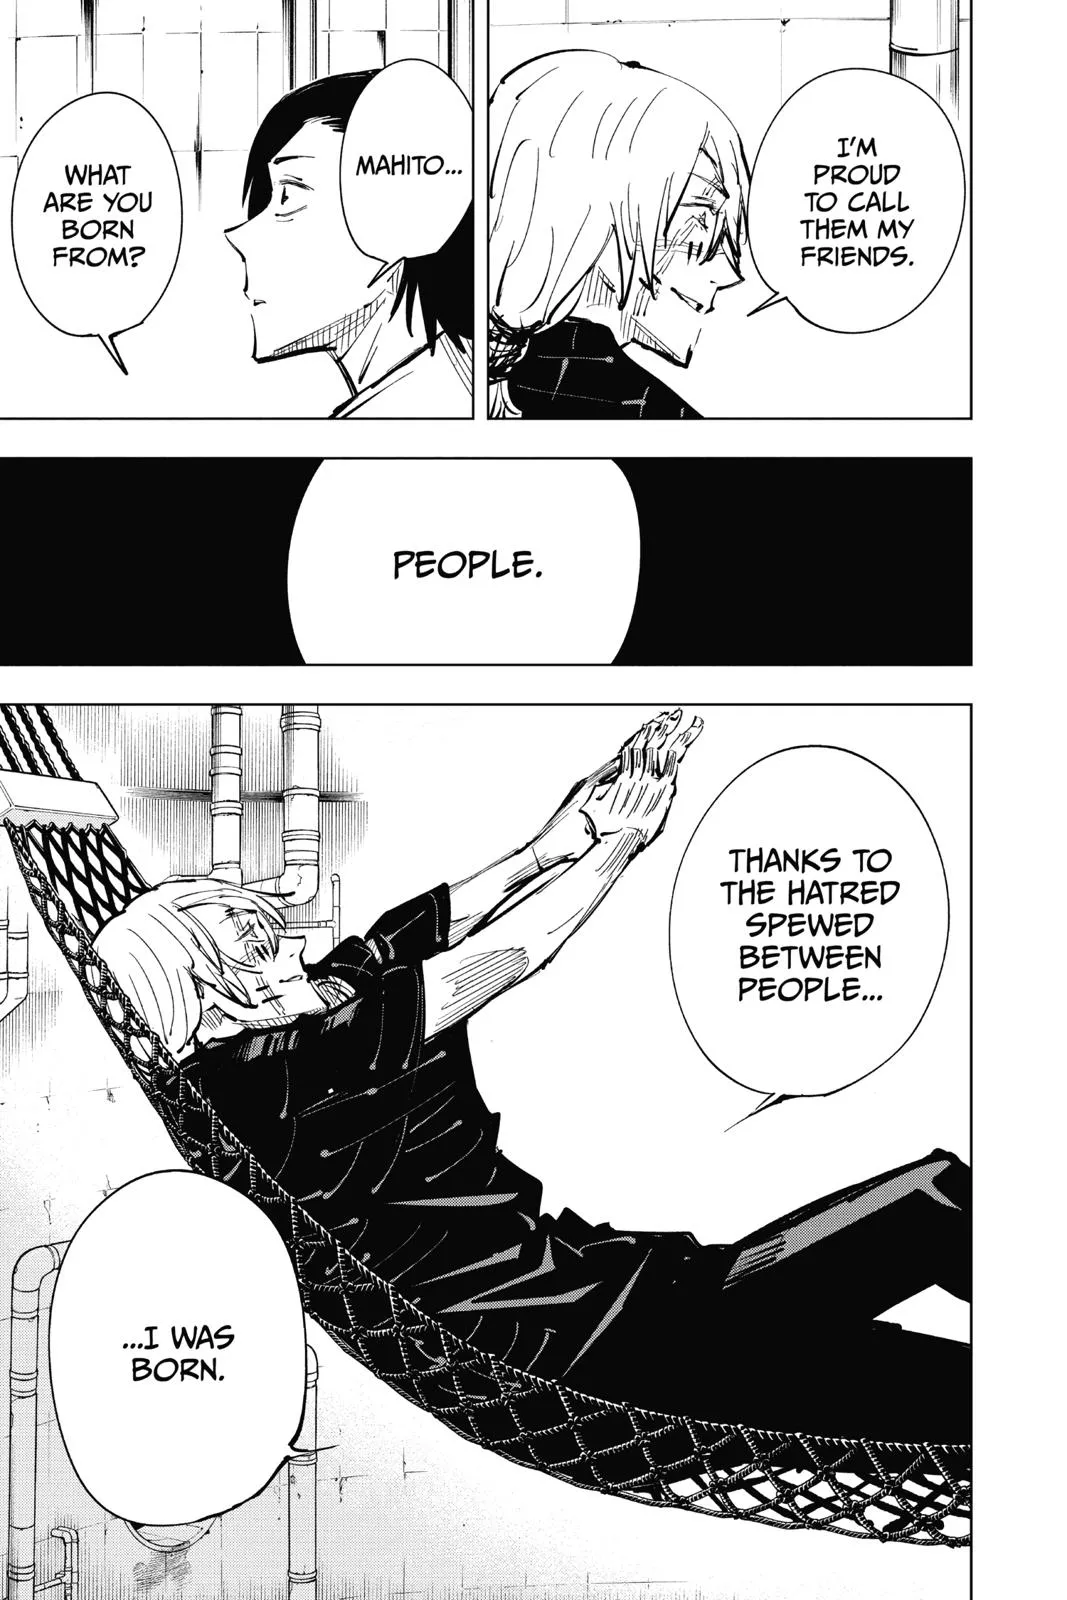 I'M
PROUD
TO CALL
THEM MY
FRIENDS.
MAHITO...
WHAT
ARE YOU
BORN
FROM?
PEOPLE.
THANKS TO
THE HATRED
SPEWED
BETWEEN
PEOPLE...
...I WAS
BORN.